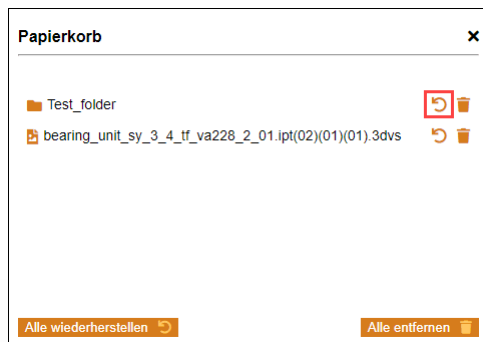 Papierkorb
Test_folder
bearing_unit_sy_3_4_tf_va228_2_01.ipt(02)(01)(01).3dvs
Alle wiederherstellen
Alle entfernen